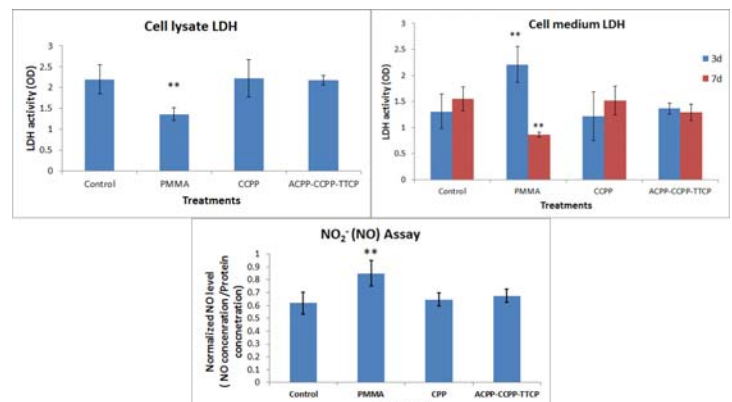 Cell lysate LDH
LDH activity (OD)
3
2.5
2
1.5
1
0.5
0
**
Control PMMA CCPP ACPP-CCPP-TTCP
Treatments
Cell medium LDH
LDH activity (OD)
3
2.5
2
1.5
1
0.5
0
**
**
3d
7d
Control PMMA CCPP ACPP-CCPP-TTCP
Treatments
NO₂⁻ (NO) Assay
Normalized NO level
( NO concenration /Protein
concnetration)
1
0.9
0.8
0.7
0.6
0.5
0.4
0.3
0.2
0.1
0
**
Control PMMA CPP ACPP-CCPP-TTCP